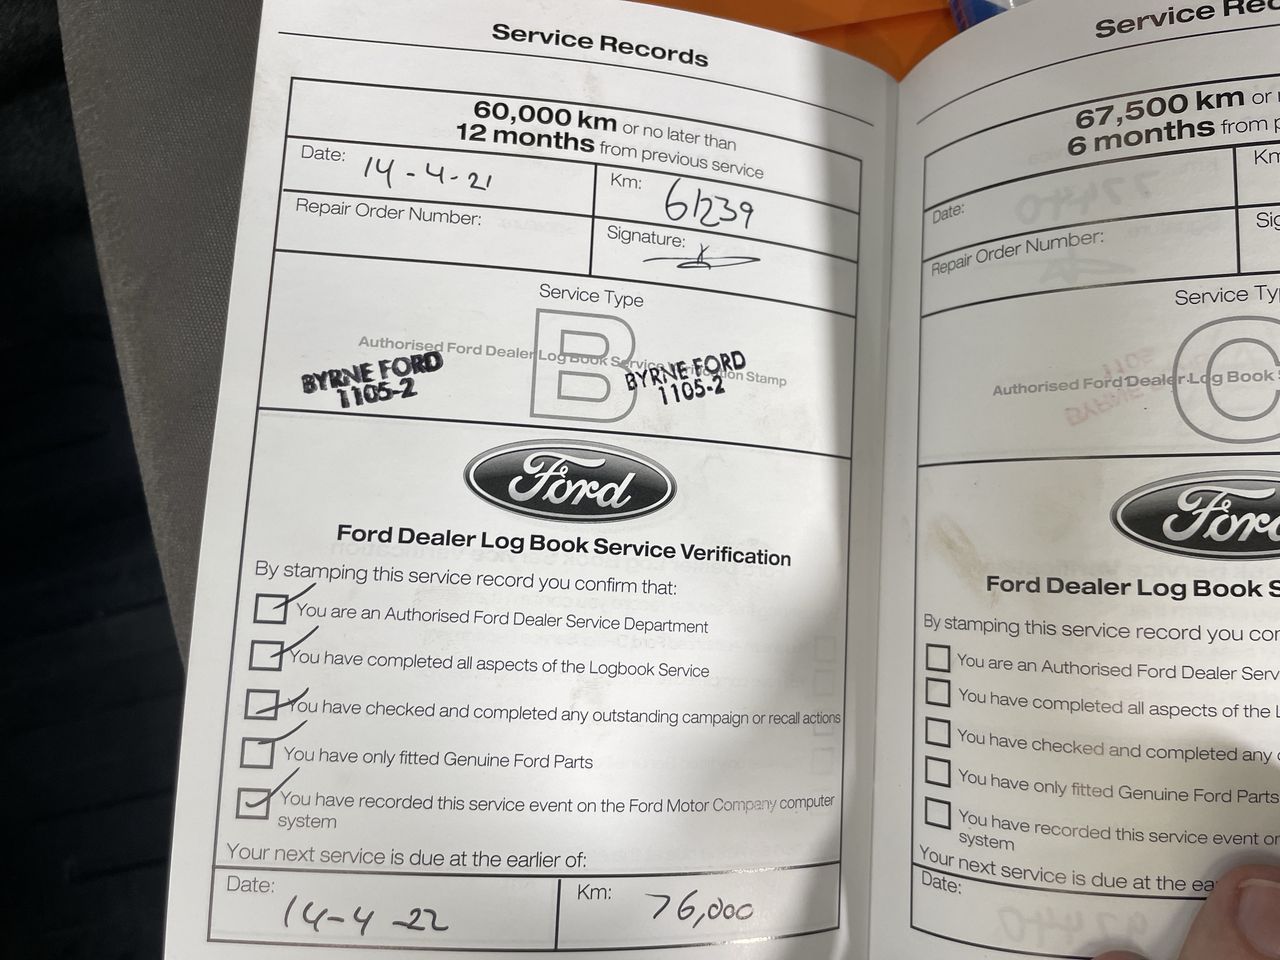 Service Records
60,000 km or no later than
12 months from previous service
Date: 14-4-21
Km: 61239
Repair Order Number:
Signature:
Service Type
B
Authorised Ford Dealer Log Book Service Verification Stamp
BYRNE FORD
1105-2
BYRNE FORD
1105-2
Ford
Ford Dealer Log Book Service Verification
By stamping this service record you confirm that:
You are an Authorised Ford Dealer Service Department
You have completed all aspects of the Logbook Service
You have checked and completed any outstanding campaign or recall actions
You have only fitted Genuine Ford Parts
You have recorded this service event on the Ford Motor Company computer
system
Your next service is due at the earlier of:
Date: 14-4-22
Km: 76,000
Service Rec
67,500 km or
6 months from p
Date:
Km
Repair Order Number:
Sig
Service Ty
C
Authorised Ford Dealer Log Book
Ford
Ford Dealer Log Book S
By stamping this service record you con
You are an Authorised Ford Dealer Serv
You have completed all aspects of the L
You have checked and completed any
You have only fitted Genuine Ford Parts
You have recorded this service event on
system
Your next service is due at the ea
Date: